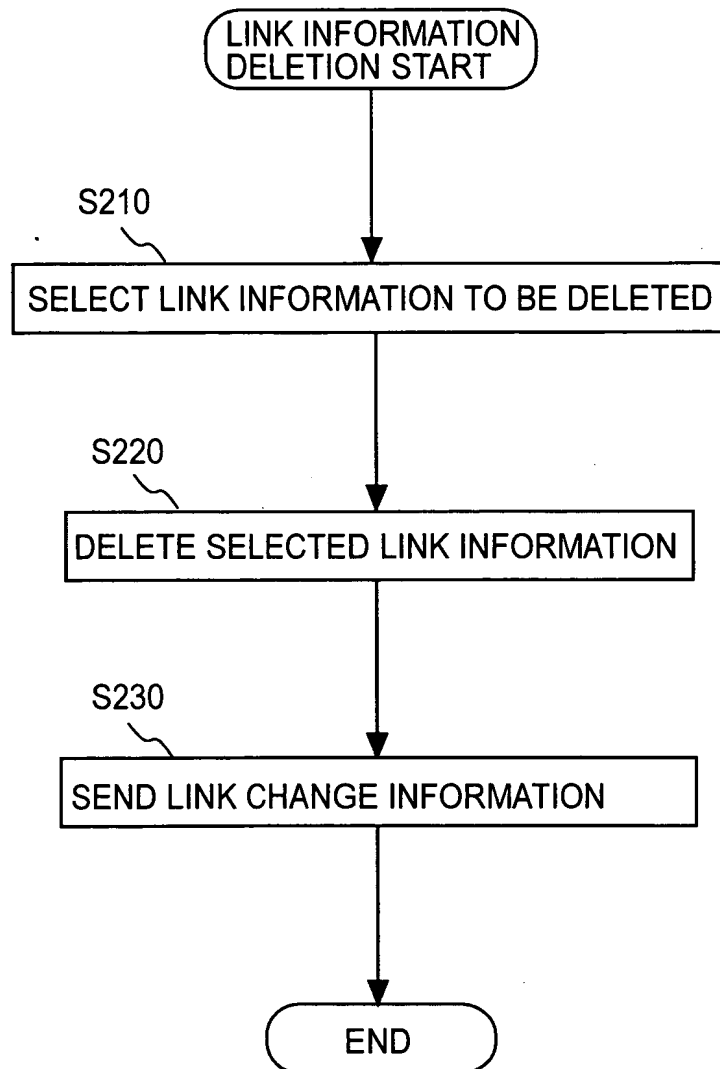 LINK INFORMATION
DELETION START
S210
SELECT LINK INFORMATION TO BE DELETED
S220
DELETE SELECTED LINK INFORMATION
S230
SEND LINK CHANGE INFORMATION
END